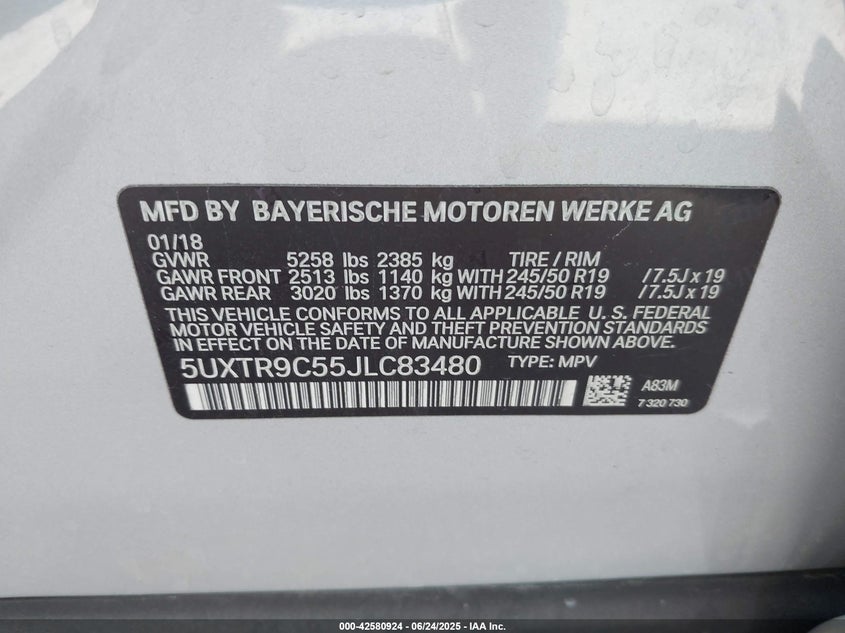 MFD BY BAYERISCHE MOTOREN WERKE AG
01/18
GVWR 5258 lbs 2385 kg TIRE / RIM
GAWR FRONT 2513 lbs 1140 kg WITH 245/50 R19 /7.5J x 19
GAWR REAR 3020 lbs 1370 kg WITH 245/50 R19 /7.5J x 19
THIS VEHICLE CONFORMS TO ALL APPLICABLE U. S. FEDERAL
MOTOR VEHICLE SAFETY AND THEFT PREVENTION STANDARDS
IN EFFECT ON THE DATE OF MANUFACTURE SHOWN ABOVE.
5UXTR9C55JLC83480 TYPE: MPV
A83M
7 320 730
000-42580924 | 06/24/2025 - IAA Inc.